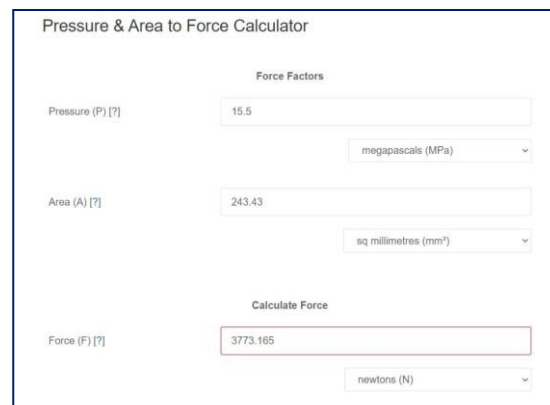 Pressure & Area to Force Calculator
Force Factors
Pressure (P) [?] 15.5
megapascals (MPa)
Area (A) [?] 243.43
sq millimetres (mm²)
Calculate Force
Force (F) [?] 3773.165
newtons (N)